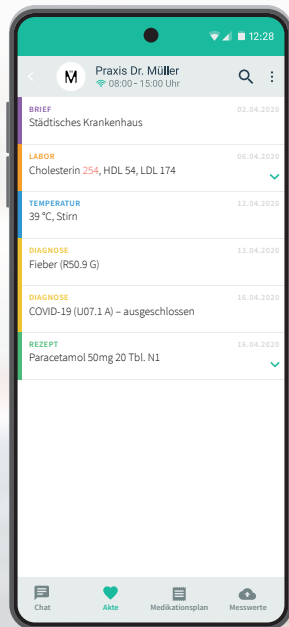 12:28
M
Praxis Dr. Müller
08:00 - 15:00 Uhr
BRIEF 02.04.2020
Städtisches Krankenhaus
LABOR 06.04.2020
Cholesterin 254, HDL 54, LDL 174
TEMPERATUR 12.04.2020
39 °C, Stirn
DIAGNOSE 13.04.2020
Fieber (R50.9 G)
DIAGNOSE 16.04.2020
COVID-19 (U07.1 A) – ausgeschlossen
REZEPT 16.04.2020
Paracetamol 50mg 20 Tbl. N1
Chat Akte Medikationsplan Messwerte